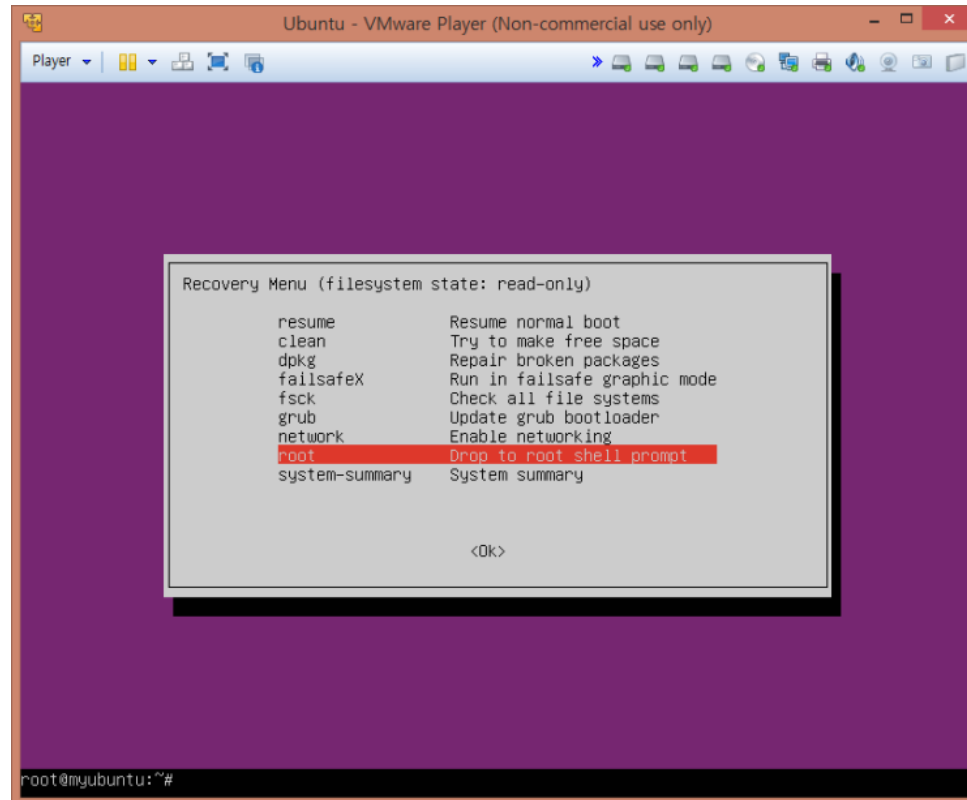 Ubuntu - VMware Player (Non-commercial use only)
Player
Recovery Menu (filesystem state: read-only)
resume Resume normal boot
clean Try to make free space
dpkg Repair broken packages
failsafeX Run in failsafe graphic mode
fsck Check all file systems
grub Update grub bootloader
network Enable networking
root Drop to root shell prompt
system-summary System summary
<Ok>
root@myubuntu:~#